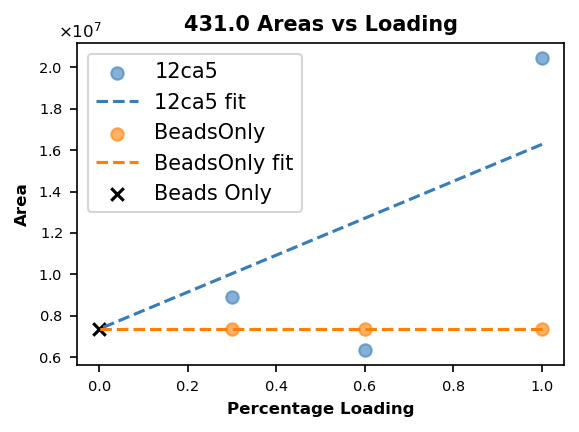 431.0 Areas vs Loading
×10⁷
2.0
1.8
1.6
1.4
1.2
1.0
0.8
0.6
Area
12ca5
12ca5 fit
BeadsOnly
BeadsOnly fit
Beads Only
0.0 0.2 0.4 0.6 0.8 1.0
Percentage Loading